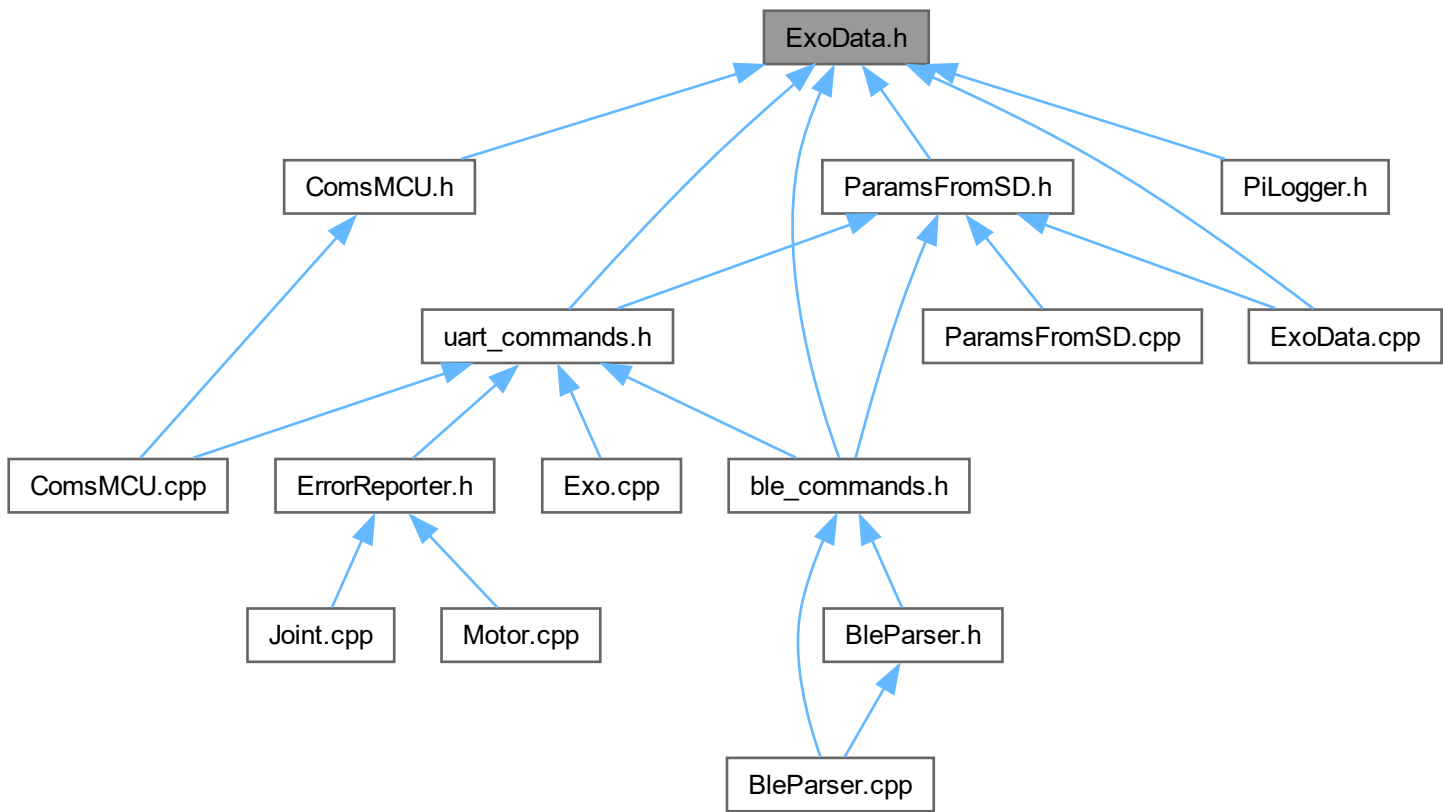 ExoData.h
ComsMCU.h
ParamsFromSD.h
PiLogger.h
uart_commands.h
ParamsFromSD.cpp
ExoData.cpp
ComsMCU.cpp
ErrorReporter.h
Exo.cpp
ble_commands.h
Joint.cpp
Motor.cpp
BleParser.h
BleParser.cpp